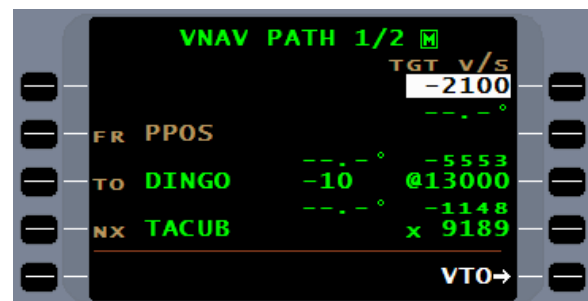 VNAV PATH 1/2 M
TGT V/S
-2100
--.-°
FR PPOS
--.-° -5553
TO DINGO -10 @13000
--.-° -1148
NX TACUB x 9189
VTO→